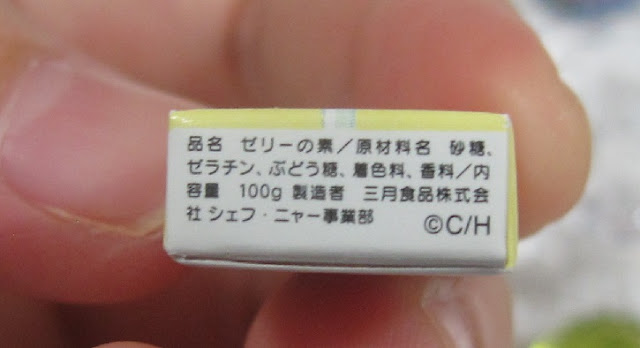 品名 ゼリーの素／原材料名 砂糖、
ゼラチン、ぶどう糖、着色料、香料／内
容量 100g 製造者 三月食品株式会
社 シェフ・ニャー事業部
©C/H